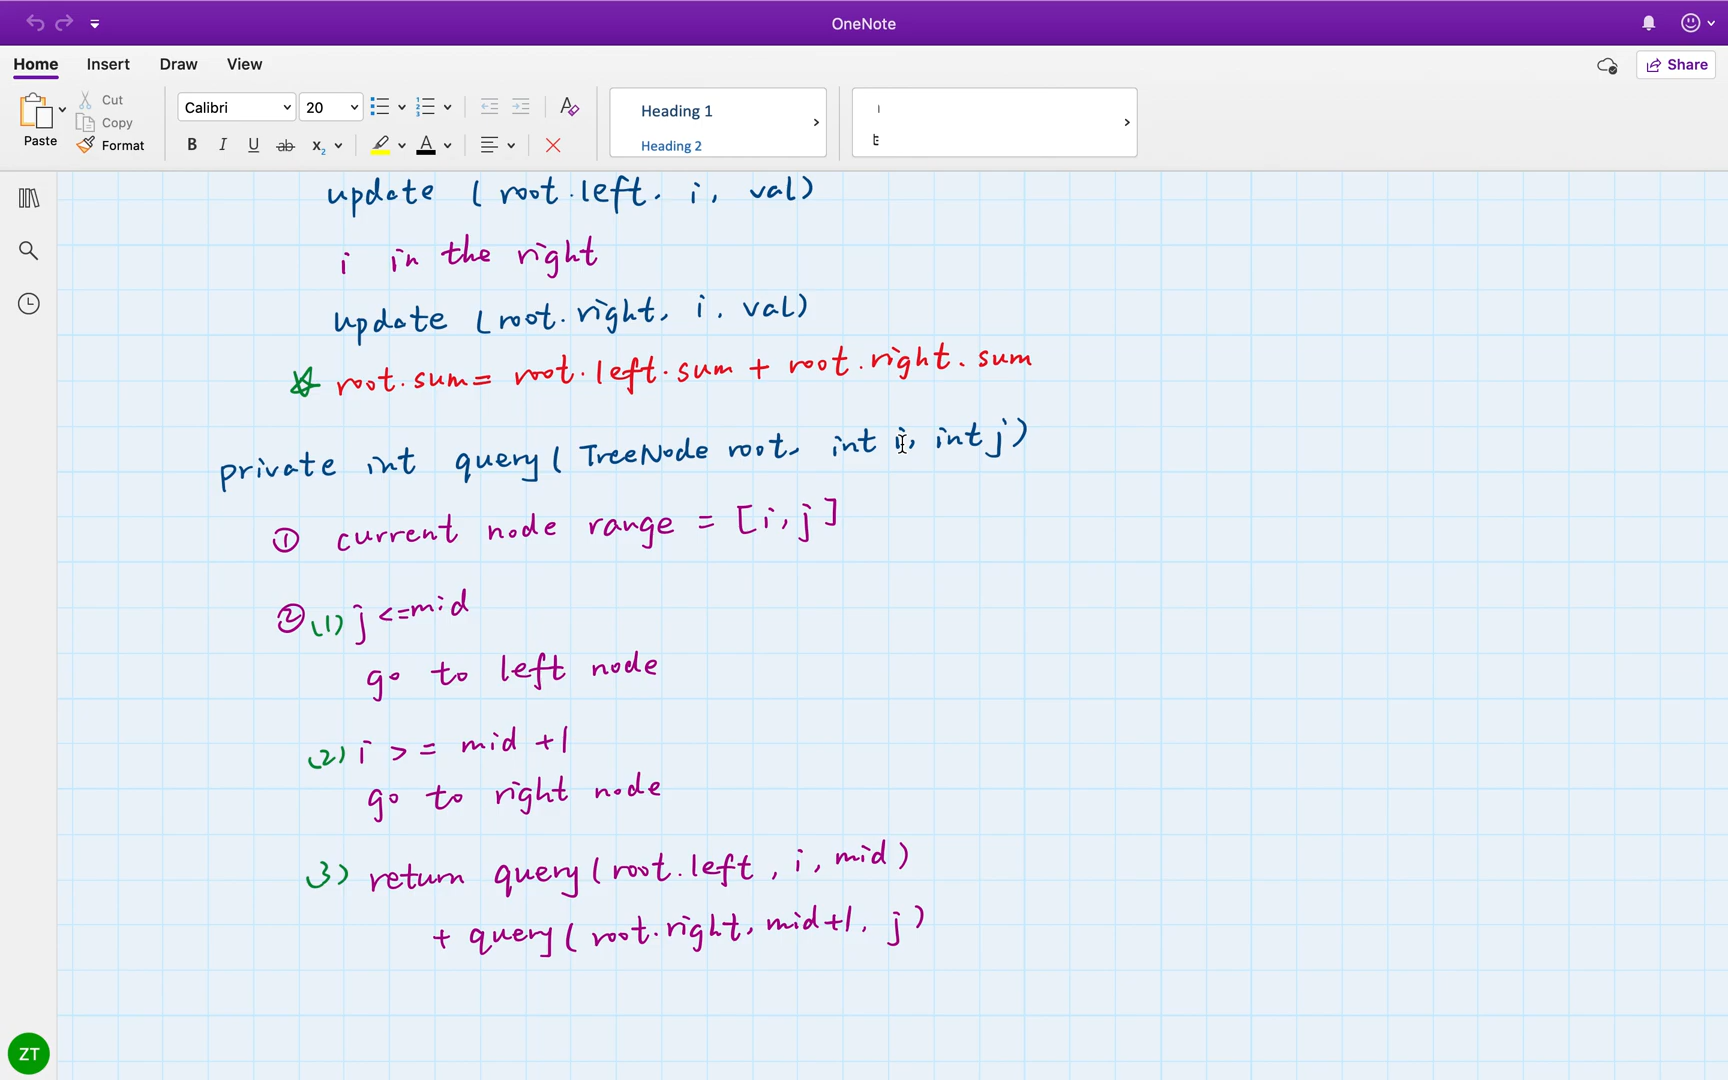 OneNote
Home Insert Draw View
Share
Paste
Cut
Copy
Format
Calibri 20
B I U ab x₂ A
Heading 1
Heading 2
update (root.left, i, val)
i in the right
update (root.right, i, val)
root.sum = root.left.sum + root.right.sum
private int query( TreeNode root, int i, int j)
① current node range = [i, j]
② (1) j <= mid
go to left node
(2) i >= mid +1
go to right node
(3) return query(root.left, i, mid)
+ query(root.right, mid+1, j)
ZT